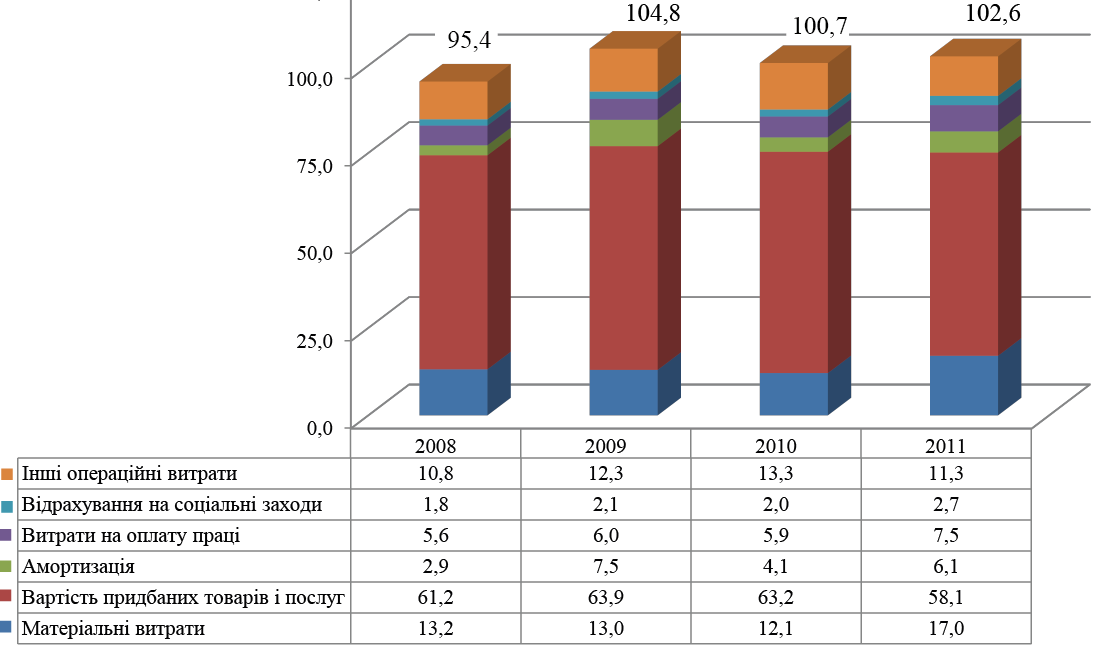 104,8
102,6
100,7
95,4
100,0
75,0
50,0
25,0
0,0
2008 2009 2010 2011
Інші операційні витрати 10,8 12,3 13,3 11,3
Відрахування на соціальні заходи 1,8 2,1 2,0 2,7
Витрати на оплату праці 5,6 6,0 5,9 7,5
Амортизація 2,9 7,5 4,1 6,1
Вартість придбаних товарів і послуг 61,2 63,9 63,2 58,1
Матеріальні витрати 13,2 13,0 12,1 17,0